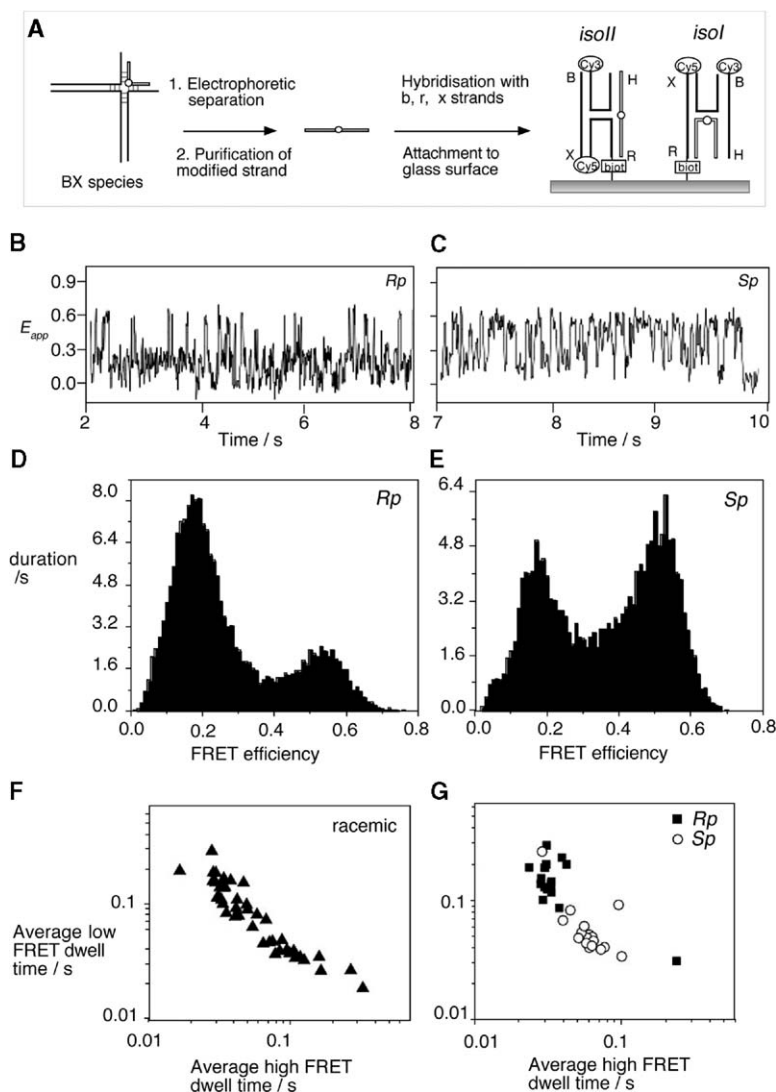 A
isoII isoI
1. Electrophoretic
separation
2. Purification of
modified strand
BX species
Hybridisation with
b, r, x strands
Attachment to
glass surface
Cy3 Cy5 Cy3
B H X B
X R R H
Cy5 biot biot
B C
0.9
0.6
0.3
0.0
Eapp
Rp Sp
2 4 6 8 7 8 9 10
Time / s Time / s
D E
duration
/s
8.0
6.4
4.8
3.2
1.6
0.0
Rp
6.4
4.8
3.2
1.6
0.0
Sp
0.0 0.2 0.4 0.6 0.8 0.0 0.2 0.4 0.6 0.8
FRET efficiency FRET efficiency
F G
racemic
Rp
Sp
0.1 0.1
Average low
FRET dwell
time / s
0.01 0.01
0.01 0.1 0.01 0.1
Average high FRET
dwell time / s
Average high FRET
dwell time / s